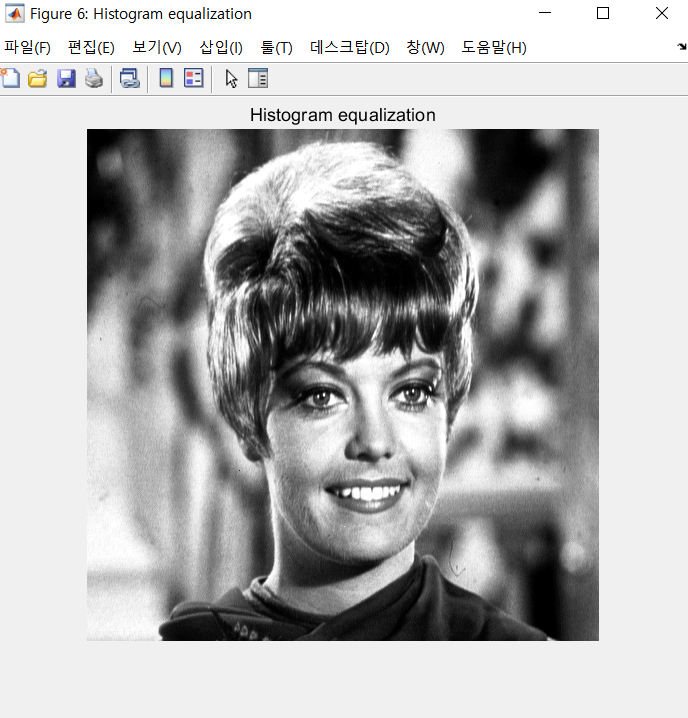 Figure 6: Histogram equalization
파일(F) 편집(E) 보기(V) 삽입(I) 툴(T) 데스크탑(D) 창(W) 도움말(H)
Histogram equalization